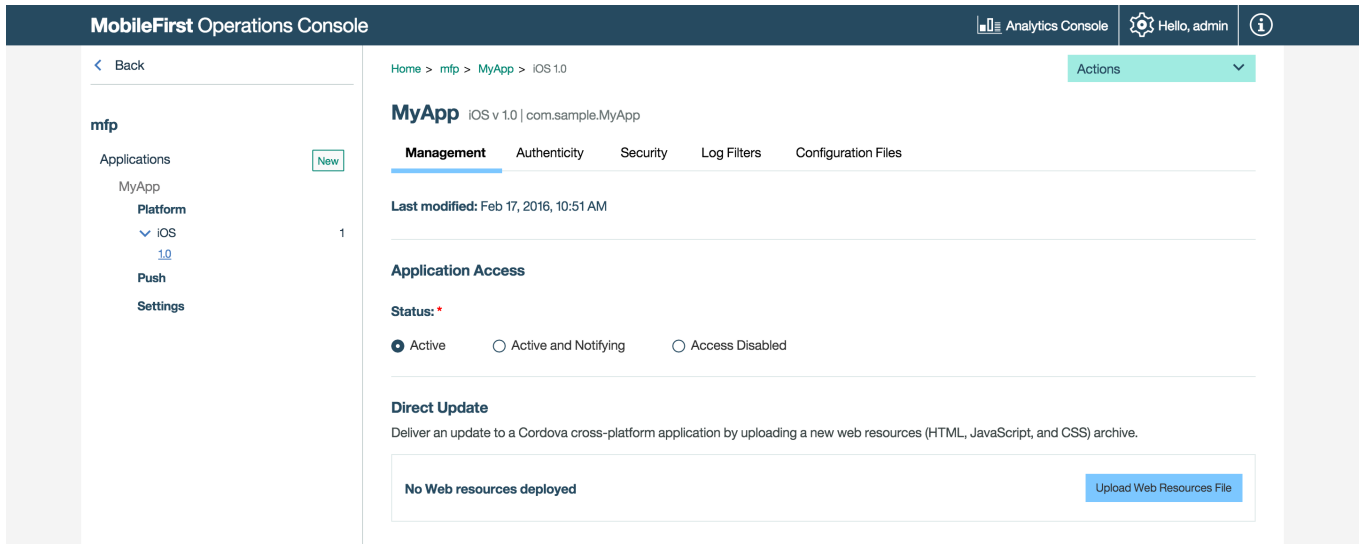 MobileFirst Operations Console
Analytics Console
Hello, admin
Back
mfp
Applications
New
MyApp
Platform
iOS 1
1.0
Push
Settings
Home > mfp > MyApp > iOS 1.0
Actions
MyApp iOS v 1.0 | com.sample.MyApp
Management Authenticity Security Log Filters Configuration Files
Last modified: Feb 17, 2016, 10:51 AM
Application Access
Status: *
Active Active and Notifying Access Disabled
Direct Update
Deliver an update to a Cordova cross-platform application by uploading a new web resources (HTML, JavaScript, and CSS) archive.
No Web resources deployed
Upload Web Resources File